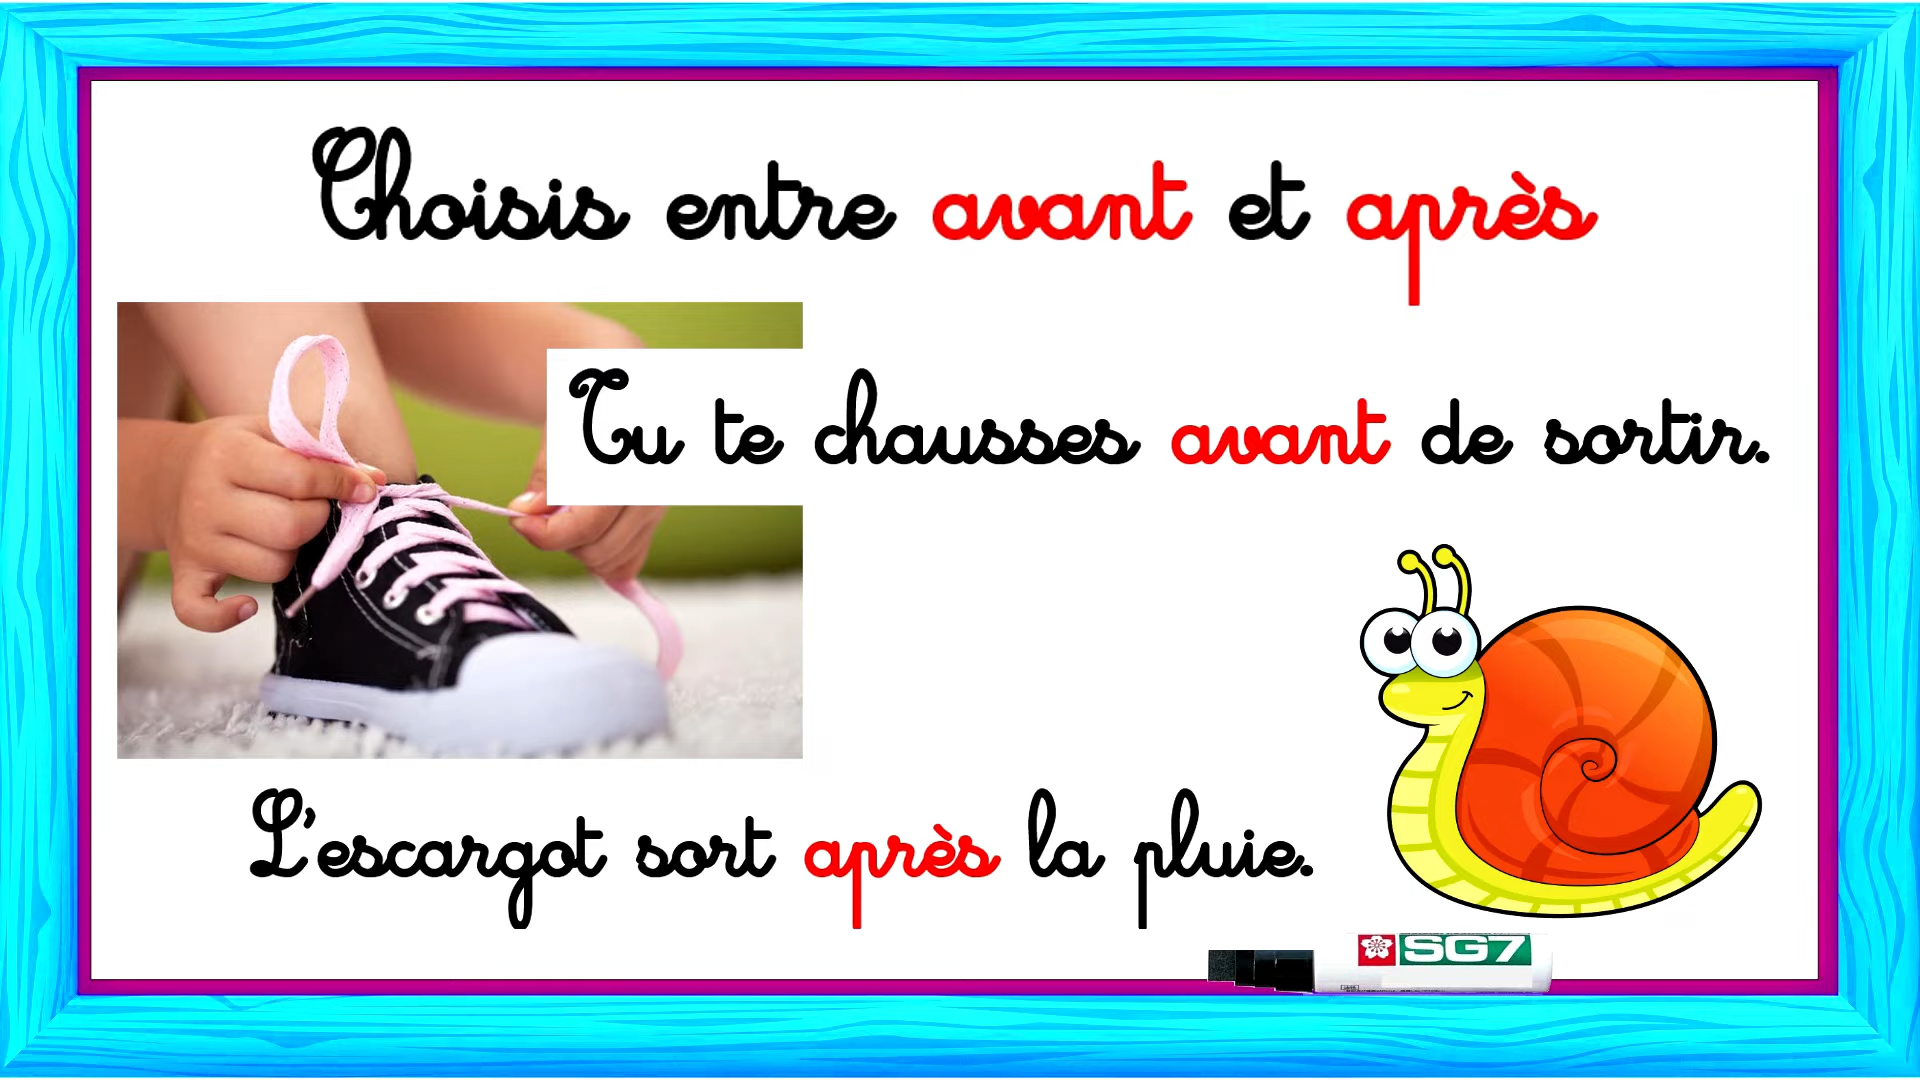 Choisis entre avant et après
Tu te chausses avant de sortir.
L'escargot sort après la pluie.
SG7